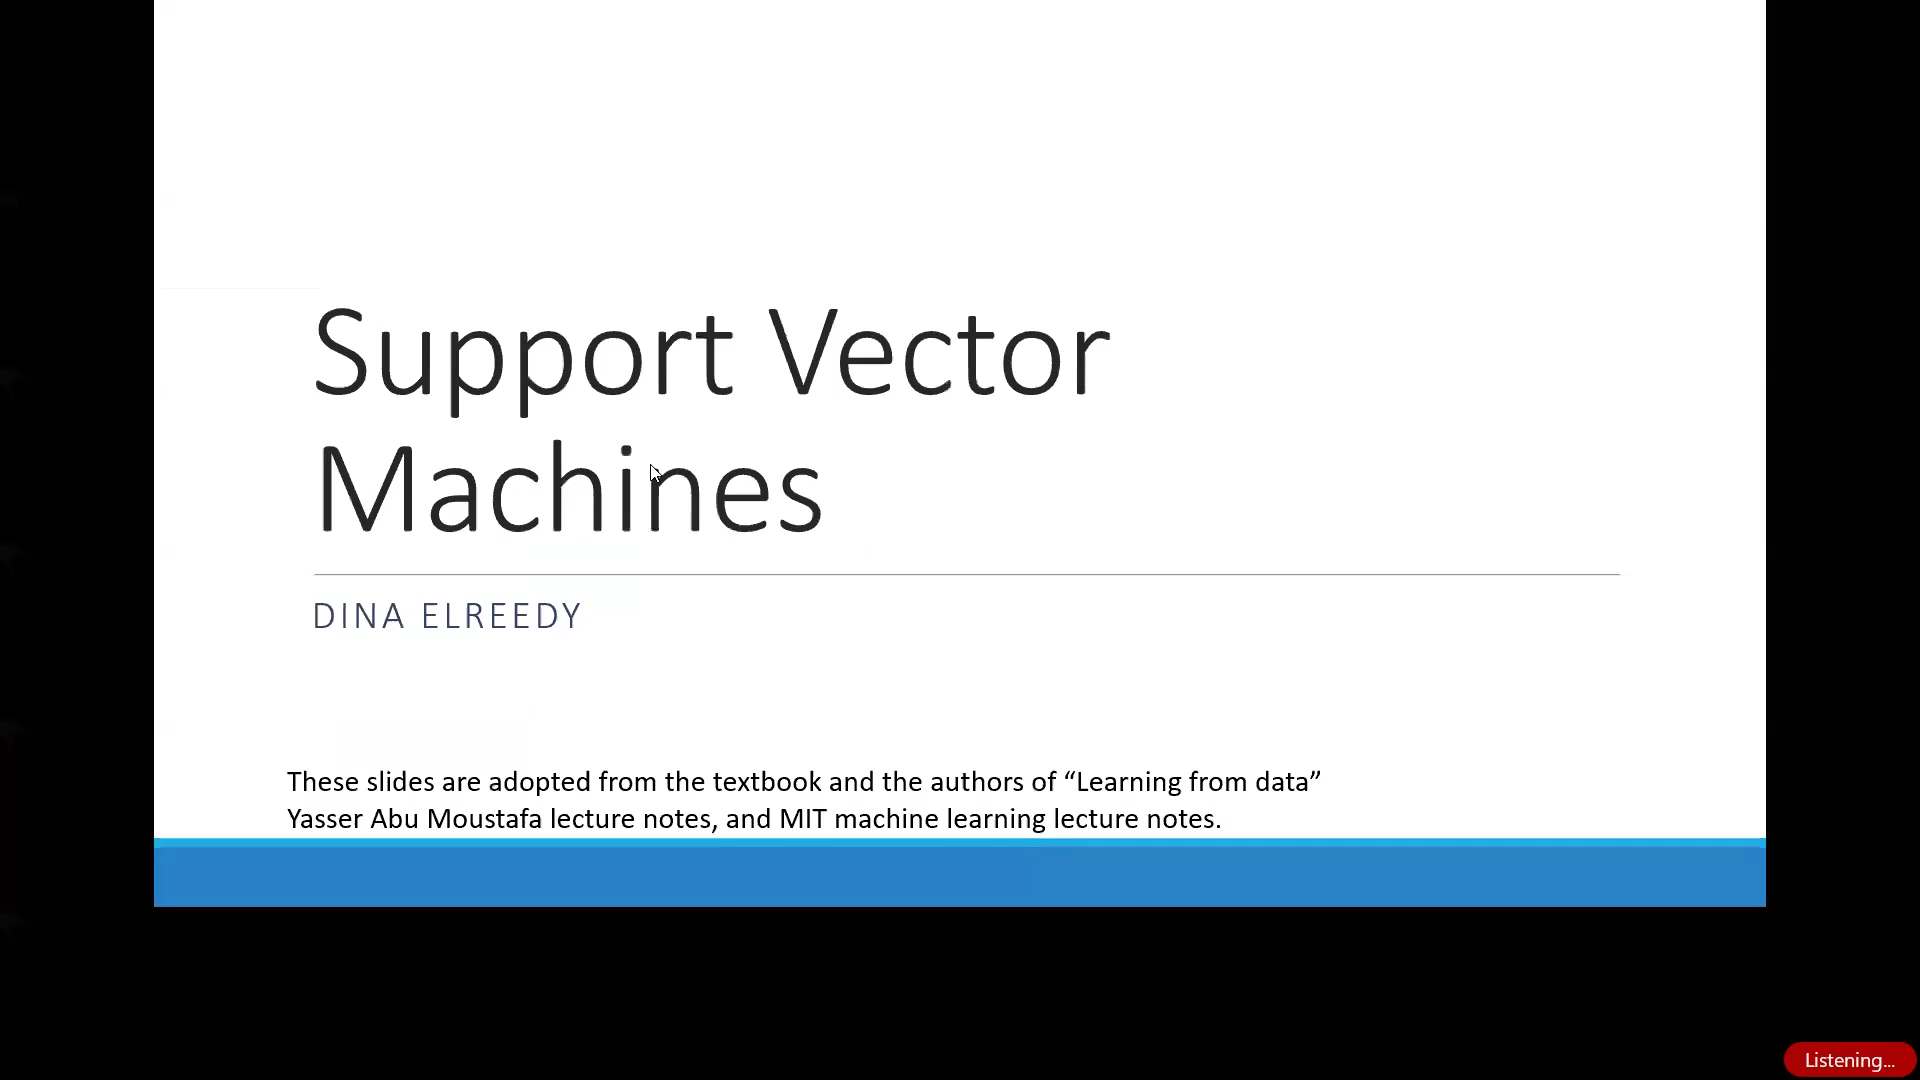 Support Vector
Machines
DINA ELREEDY
These slides are adopted from the textbook and the authors of “Learning from data”
Yasser Abu Moustafa lecture notes, and MIT machine learning lecture notes.
Listening...